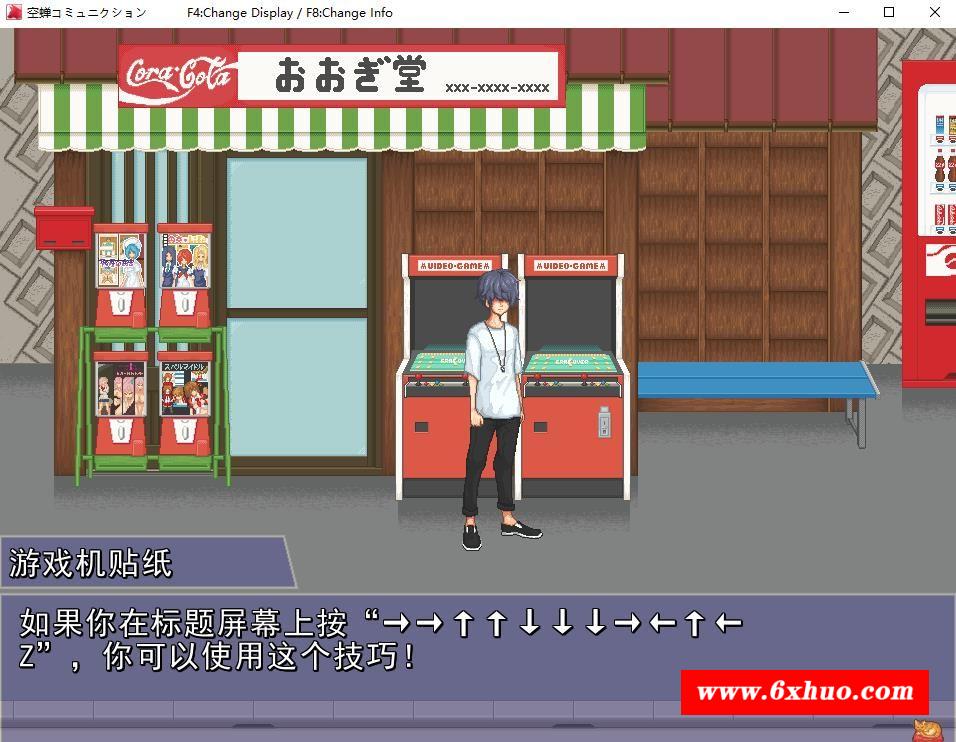 空蝉コミュニクション F4:Change Display / F8:Change Info
Cora-Cola おおぎ堂 xxx-xxxx-xxxx
VIDEO-GAME VIDEO-GAME
游戏机贴纸
如果你在标题屏幕上按“→→↑↑↓↓↓→←↑←
Z”，你可以使用这个技巧！
www.6xhuo.com